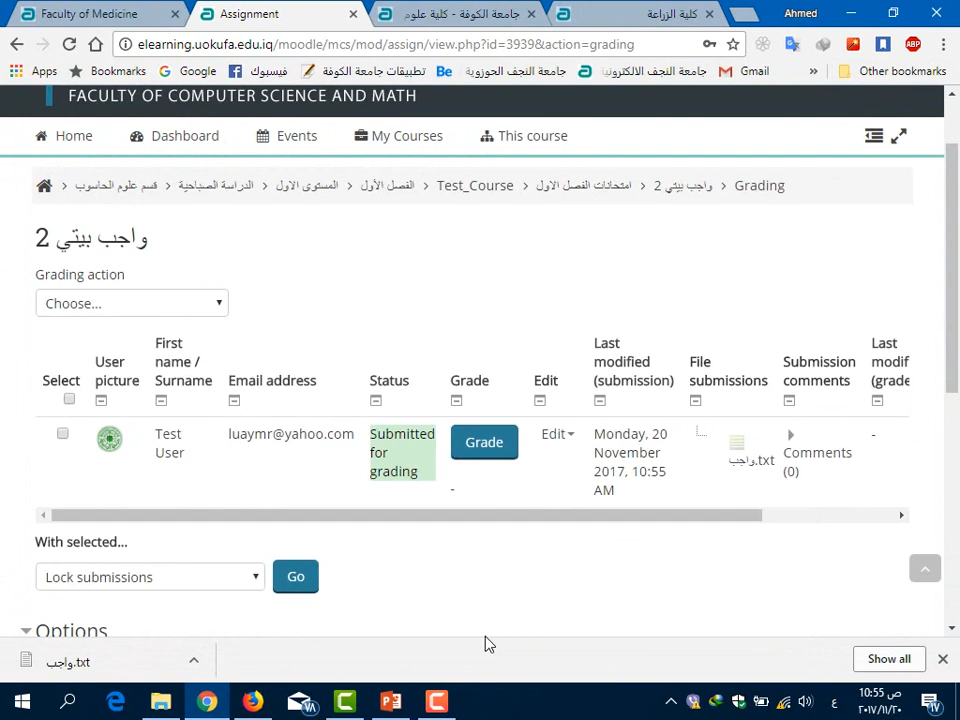 Faculty of Medicine
Assignment
جامعة الكوفة - كلية علوم
كلية الزراعة
Ahmed
elearning.uokufa.edu.iq/moodle/mcs/mod/assign/view.php?id=3939&action=grading
Apps
Bookmarks
Google
فيسبوك
تطبيقات جامعة الكوفة
جامعة النجف الحوزوية
جامعة النجف الالكترونية
Gmail
»
Other bookmarks
FACULTY OF COMPUTER SCIENCE AND MATH
Home
Dashboard
Events
My Courses
This course
قسم علوم الحاسوب
الدراسة الصباحية
المستوى الاول
الفصل الأول
Test_Course
امتحانات الفصل الاول
واجب بيتي 2
Grading
واجب بيتي 2
Grading action
Choose...
Select
User picture
First name / Surname
Email address
Status
Grade
Edit
Last modified (submission)
File submissions
Submission comments
Last modif (grade
Test User
luaymr@yahoo.com
Submitted for grading
Grade
-
Edit
Monday, 20 November 2017, 10:55 AM
واجب.txt
Comments (0)
-
With selected...
Lock submissions
Go
Options
واجب.txt
Show all
ع
10:55 ص
٢٠١٧/١١/٢٠